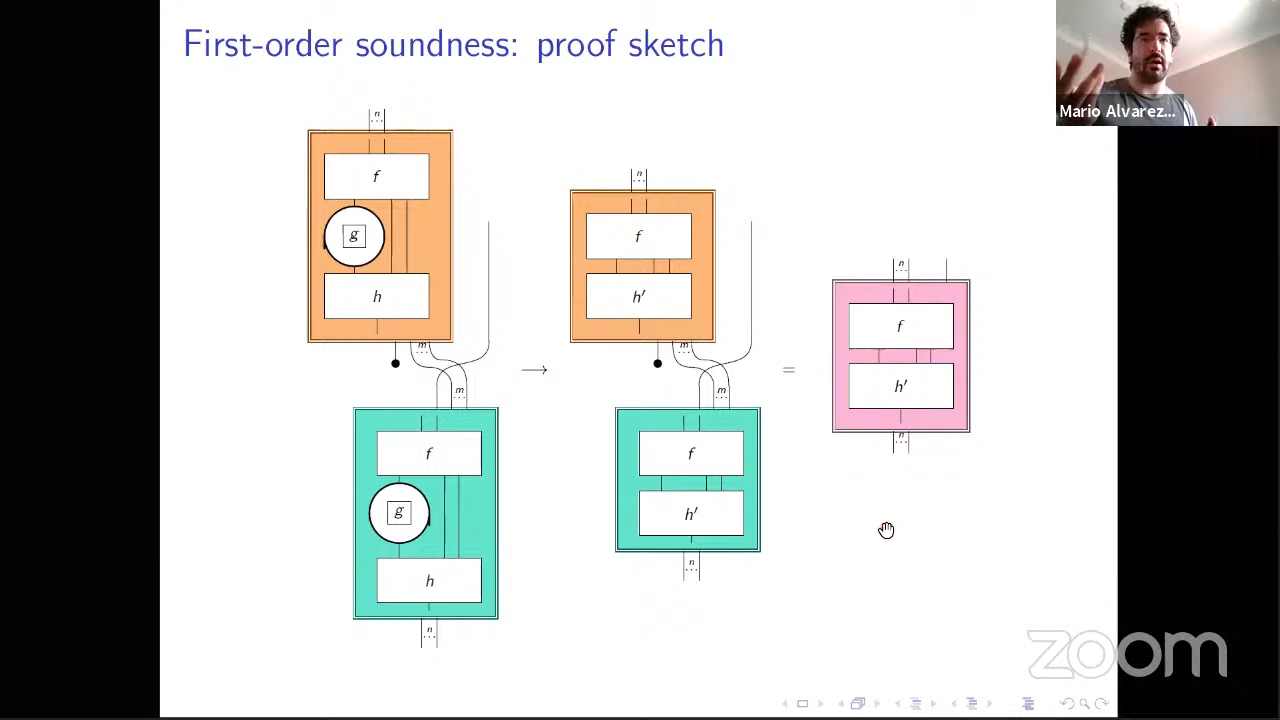 First-order soundness: proof sketch
Mario Alvarez...
n
...
f
g
h
m
...
m
...
f
g
h
n
...
→
n
...
f
h′
m
...
m
...
f
h′
n
...
=
n
...
f
h′
n
...
zoom